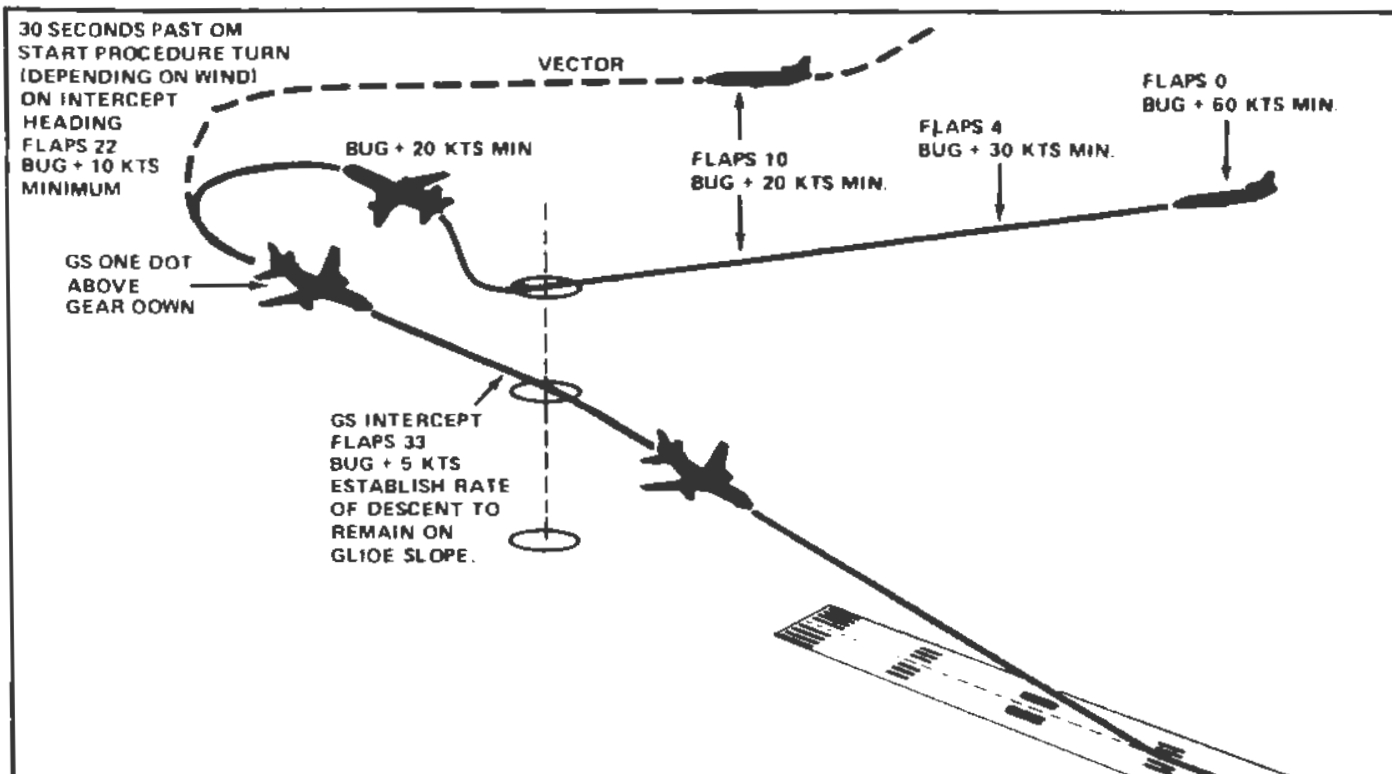 30 SECONDS PAST OM
START PROCEDURE TURN
(DEPENDING ON WIND)
ON INTERCEPT
HEADING
FLAPS 22
BUG + 10 KTS
MINIMUM
VECTOR
BUG + 20 KTS MIN
FLAPS 10
BUG + 20 KTS MIN.
FLAPS 4
BUG + 30 KTS MIN.
FLAPS 0
BUG + 60 KTS MIN.
GS ONE DOT
ABOVE
GEAR DOWN
GS INTERCEPT
FLAPS 33
BUG + 5 KTS
ESTABLISH RATE
OF DESCENT TO
REMAIN ON
GLIDE SLOPE.